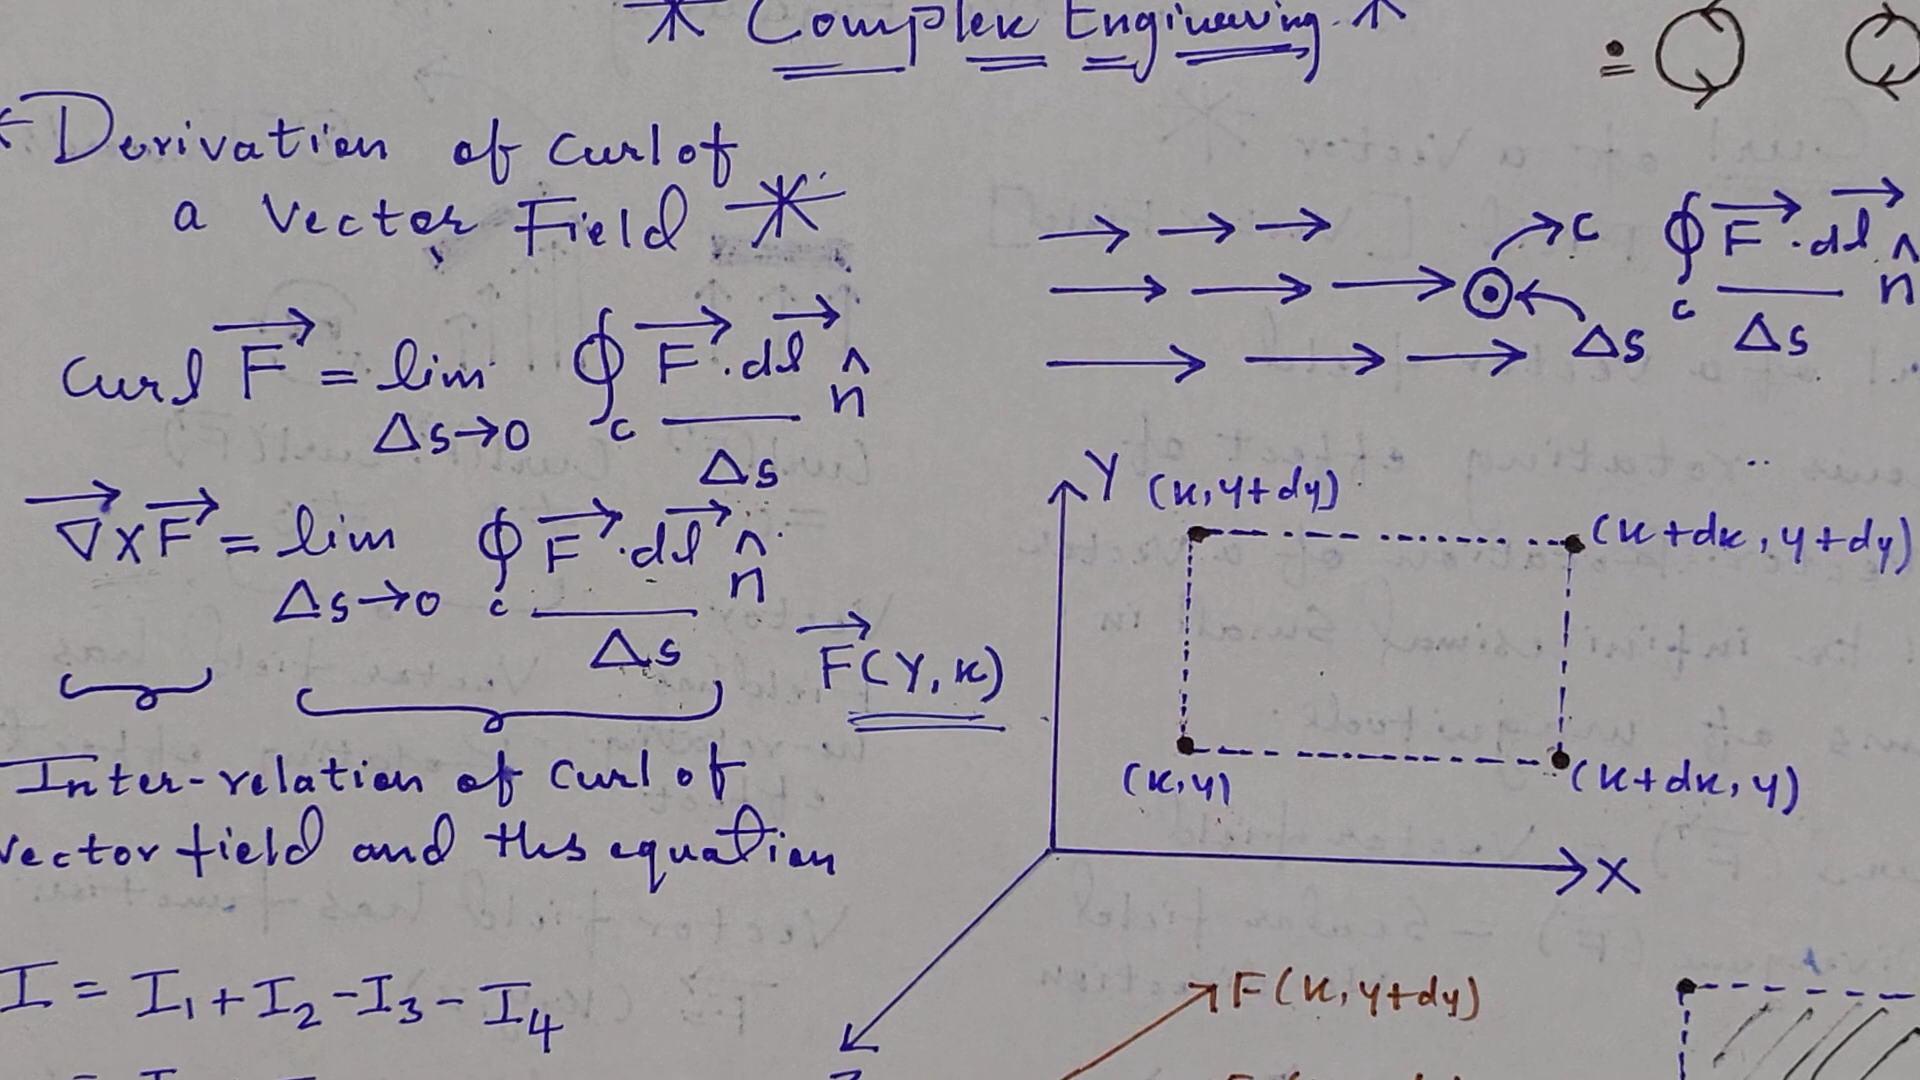 * Complex Engineering *
Derivation of Curl of
a Vector Field *
Curl F = lim ∮ F . dl n̂
Δs→0 c Δs
∇ x F = lim ∮ F . dl n̂
Δs→0 c Δs
F(Y, x)
Inter-relation of Curl of
vector field and this equation
I = I₁ + I₂ - I₃ - I₄
c
Δs
∮ F . dl n̂
c Δs
Y
(x, y+dy)
(x+dx, y+dy)
(x, y)
(x+dx, y)
X
F(x, y+dy)